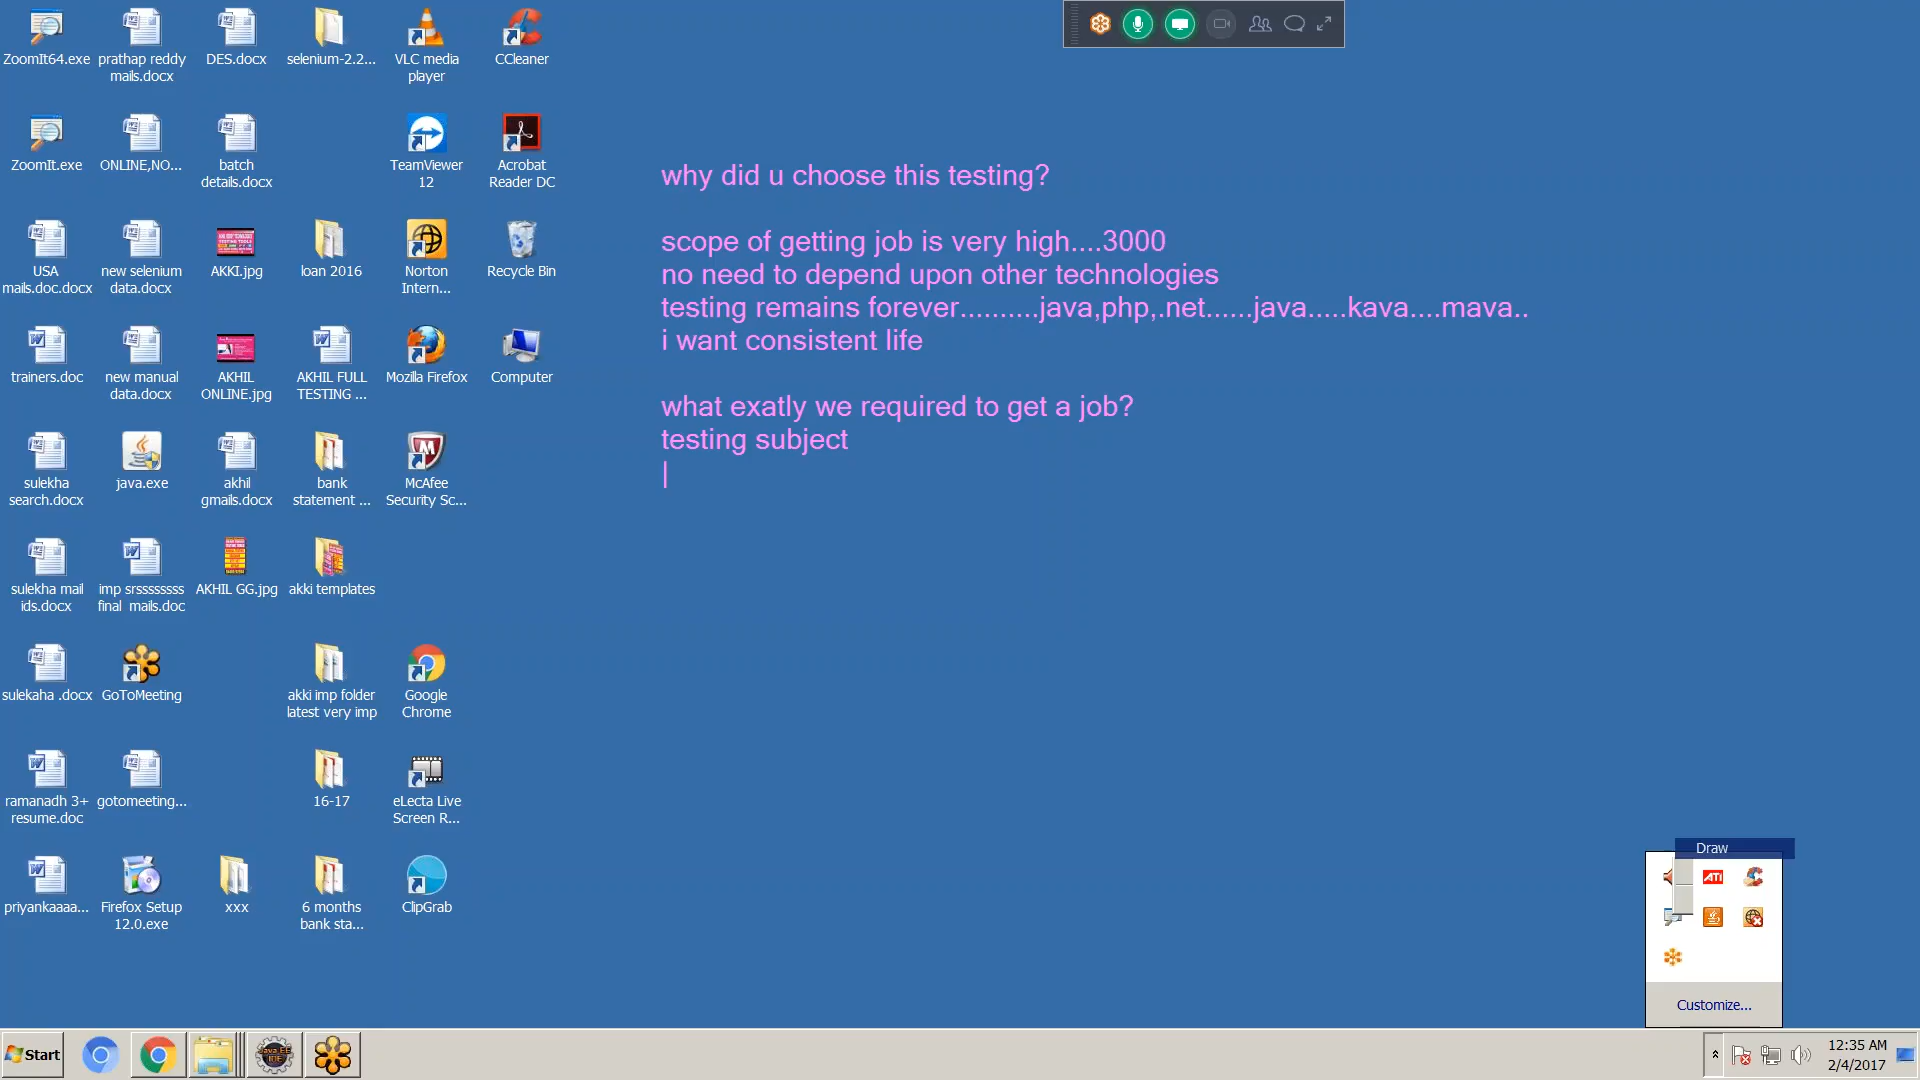 ZoomIt64.exe
prathap reddy
mails.docx
DES.docx
selenium-2.2...
VLC media
player
CCleaner
ZoomIt.exe
ONLINE,NO...
batch
details.docx
TeamViewer
12
Acrobat
Reader DC
USA
mails.doc.docx
new selenium
data.docx
AKKI.jpg
loan 2016
Norton
Intern...
Recycle Bin
trainers.doc
new manual
data.docx
AKHIL
ONLINE.jpg
AKHIL FULL
TESTING ...
Mozilla Firefox
Computer
sulekha
search.docx
java.exe
akhil
gmails.docx
bank
statement ...
McAfee
Security Sc...
sulekha mail
ids.docx
imp srsssssssss
final  mails.doc
AKHIL GG.jpg
akki templates
sulekaha .docx
GoToMeeting
akki imp folder
latest very imp
Google
Chrome
ramanadh 3+
resume.doc
gotomeeting...
16-17
eLecta Live
Screen R...
priyankaaaa...
Firefox Setup
12.0.exe
xxx
6 months
bank sta...
ClipGrab
why did u choose this testing?
scope of getting job is very high....3000
no need to depend upon other technologies
testing remains forever..........java,php,.net......java.....kava....mava..
i want consistent life
what exatly we required to get a job?
testing subject
Draw
ATI
Customize...
Start
Java EE
IDE
12:35 AM
2/4/2017